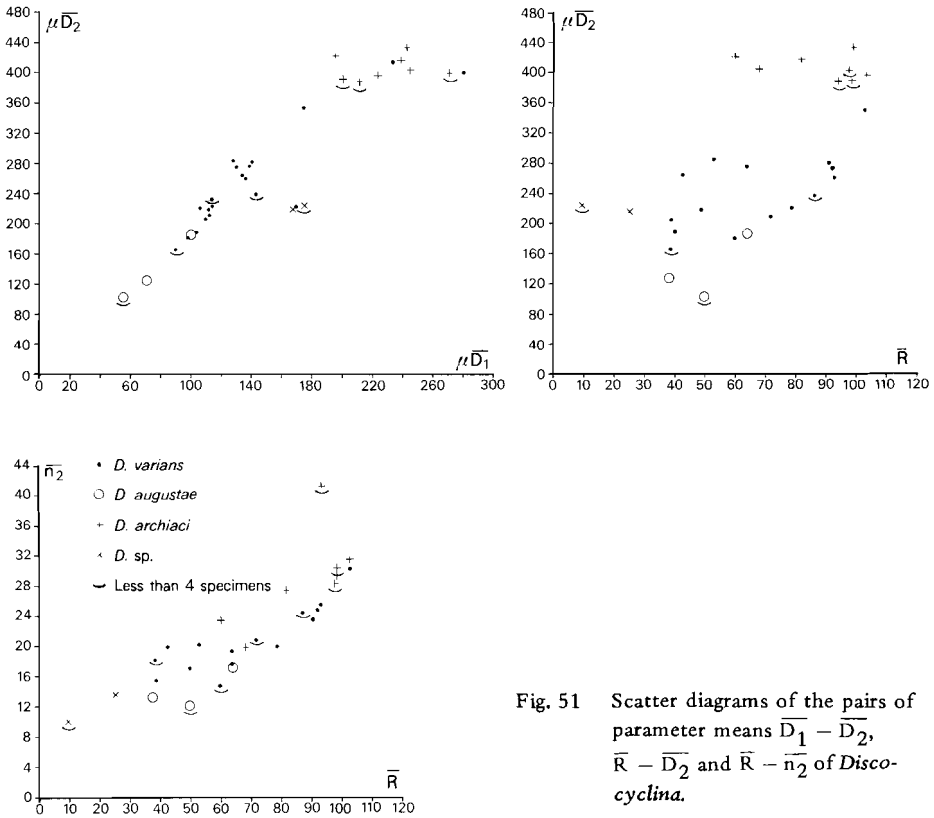 μD̅₂
480
440
400
360
320
280
240
200
160
120
80
40
0
0 20 60 100 140 180 220 260 300
μD̅₁
μD̅₂
480
440
400
360
320
280
240
200
160
120
80
40
0
0 10 20 30 40 50 60 70 80 90 100 120
R̅
n̅₂
44
40
36
32
28
24
20
16
12
8
4
0
0 10 20 30 40 50 60 70 80 90 100 120
R̅
• D. varians
○ D augustae
+ D. archiaci
× D. sp.
Less than 4 specimens
Fig. 51 Scatter diagrams of the pairs of
parameter means D̅₁ – D̅₂,
R̅ – D̅₂ and R̅ – n̅₂ of Disco-
cyclina.